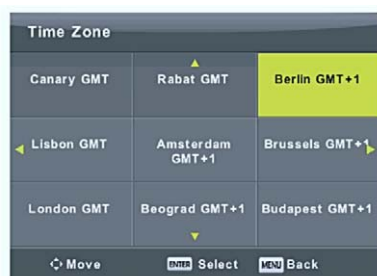 Time Zone
Canary GMT
Rabat GMT
Berlin GMT+1
Lisbon GMT
Amsterdam
GMT+1
Brussels GMT+1
London GMT
Beograd GMT+1
Budapest GMT+1
Move
ENTER Select
MENU Back